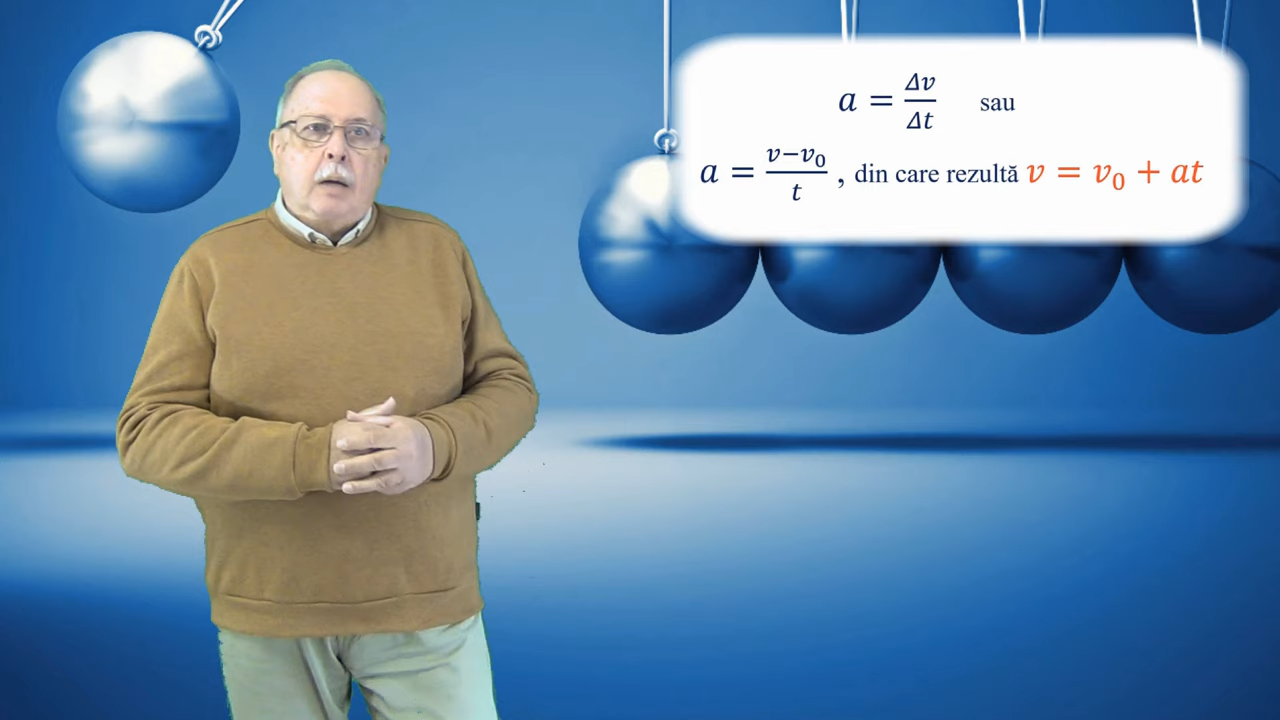 a = Δv/Δt sau
a = v−v₀/t , din care rezultă v = v₀ + at